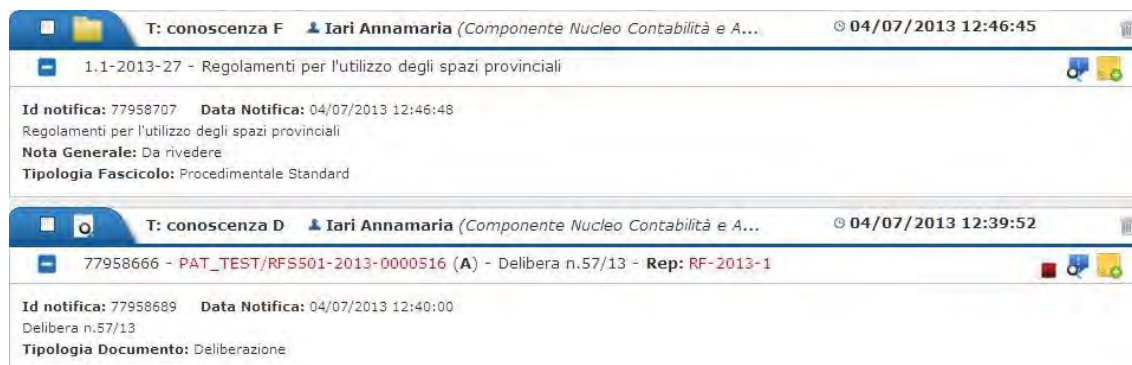 T: conoscenza F Iari Annamaria (Componente Nucleo Contabilità e A... 04/07/2013 12:46:45
1.1-2013-27 - Regolamenti per l'utilizzo degli spazi provinciali
Id notifica: 77958707 Data Notifica: 04/07/2013 12:46:48
Regolamenti per l'utilizzo degli spazi provinciali
Nota Generale: Da rivedere
Tipologia Fascicolo: Procedimentale Standard
T: conoscenza D Iari Annamaria (Componente Nucleo Contabilità e A... 04/07/2013 12:39:52
77958666 - PAT_TEST/RFS501-2013-0000516 (A) - Delibera n.57/13 - Rep: RF-2013-1
Id notifica: 77958689 Data Notifica: 04/07/2013 12:40:00
Delibera n.57/13
Tipologia Documento: Deliberazione